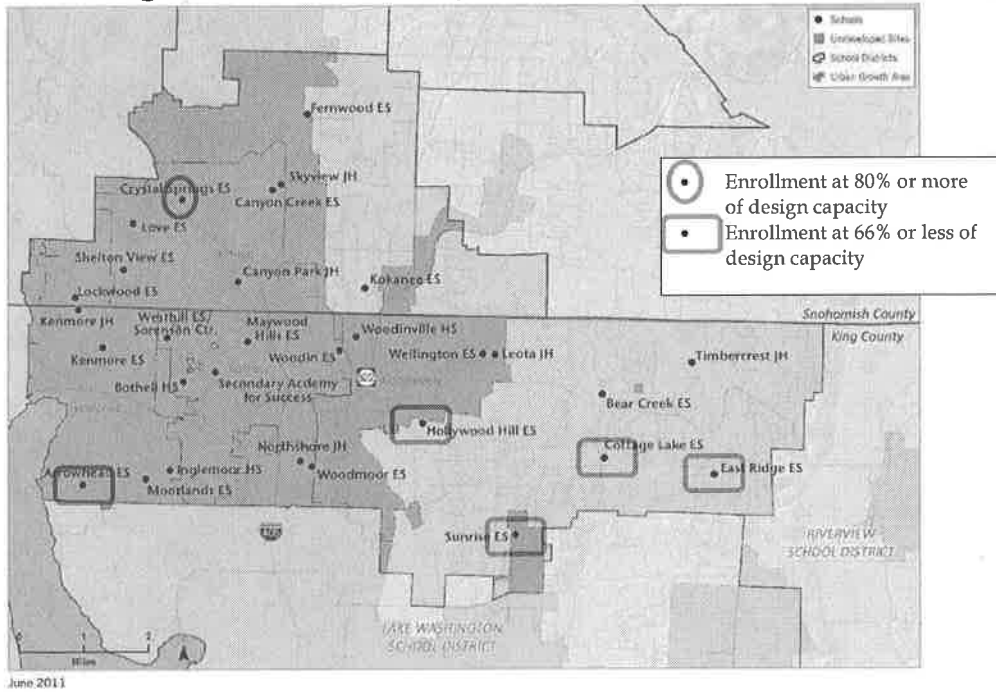 Schools
Undeveloped Sites
School Districts
Urban Growth Area
Fernwood ES
Enrollment at 80% or more
of design capacity
Enrollment at 66% or less of
design capacity
Skyview JH
Crystal Springs ES
Canyon Creek ES
Love ES
Shelton View ES
Canyon Park JH
Kokanee ES
Lockwood ES
Snohomish County
Kenmore JH
Westhill ES/
Sorenson Ctr.
Maywood
Hills ES
Woodinville HS
King County
Kenmore ES
Woodin ES
Wellington ES
Leota JH
Timbercrest JH
Bothell HS
Secondary Acdemy
for Success
Bear Creek ES
Hollywood Hill ES
Cottage Lake ES
Northshore JH
East Ridge ES
Arrowhead ES
Inglemoor HS
Woodmoor ES
Moorlands ES
Sunrise ES
RIVERVIEW
SCHOOL DISTRICT
LAKE WASHINGTON
SCHOOL DISTRICT
0 1 2
Miles
June 2011